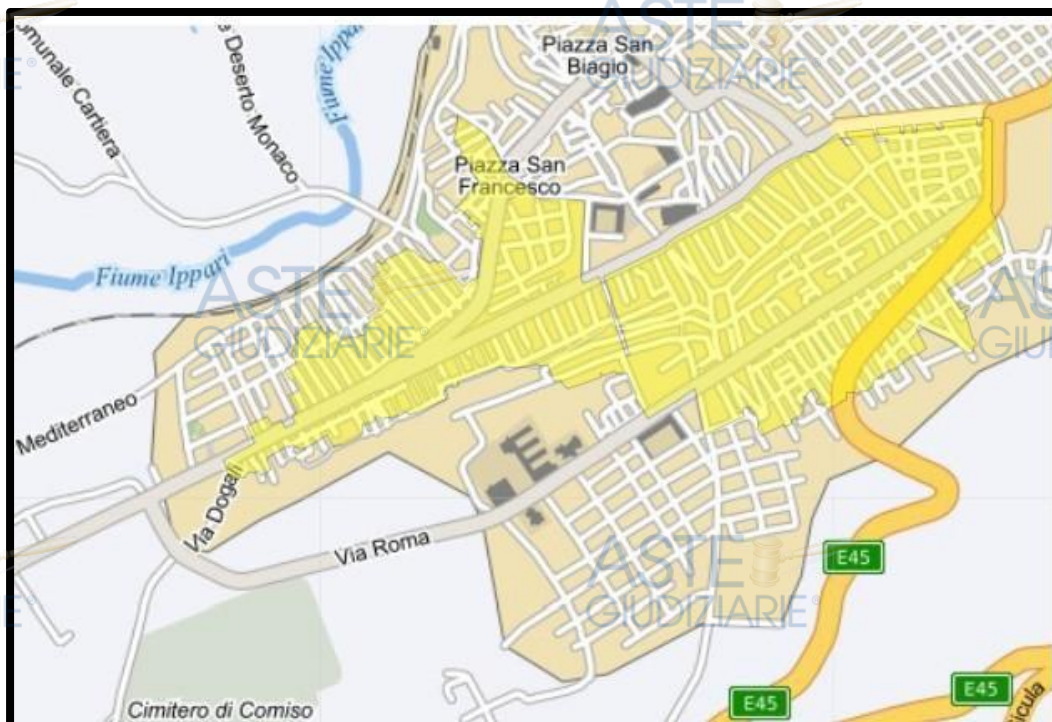 ASTE
GIUDIZIARIE®
Piazza San
Biagio
Fiume Ippari
Deserto Monaco
Cartiera
Piazza San
Francesco
Fiume Ippari
ASTE
GIUDIZIARIE®
Mediterraneo
Via Dogali
Via Roma
ASTE
GIUDIZIARIE®
E45
E45
E45
Cimitero di Comiso